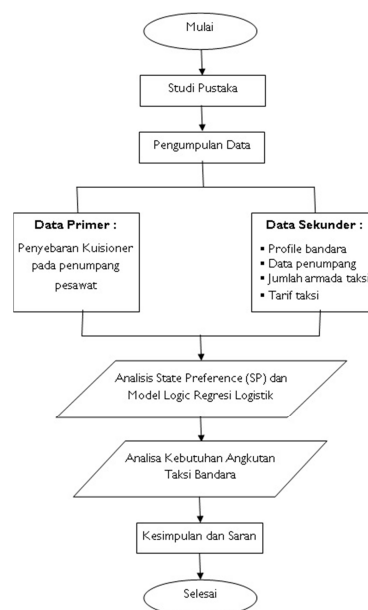 Mulai
Studi Pustaka
Pengumpulan Data
Data Primer :
Penyebaran Kuisioner
pada penumpang
pesawat
Data Sekunder :
▪ Profile bandara
▪ Data penumpang
▪ Jumlah armada taksi
▪ Tarif taksi
Analisis State Preference (SP) dan
Model Logic Regresi Logistik
Analisa Kebutuhan Angkutan
Taksi Bandara
Kesimpulan dan Saran
Selesai